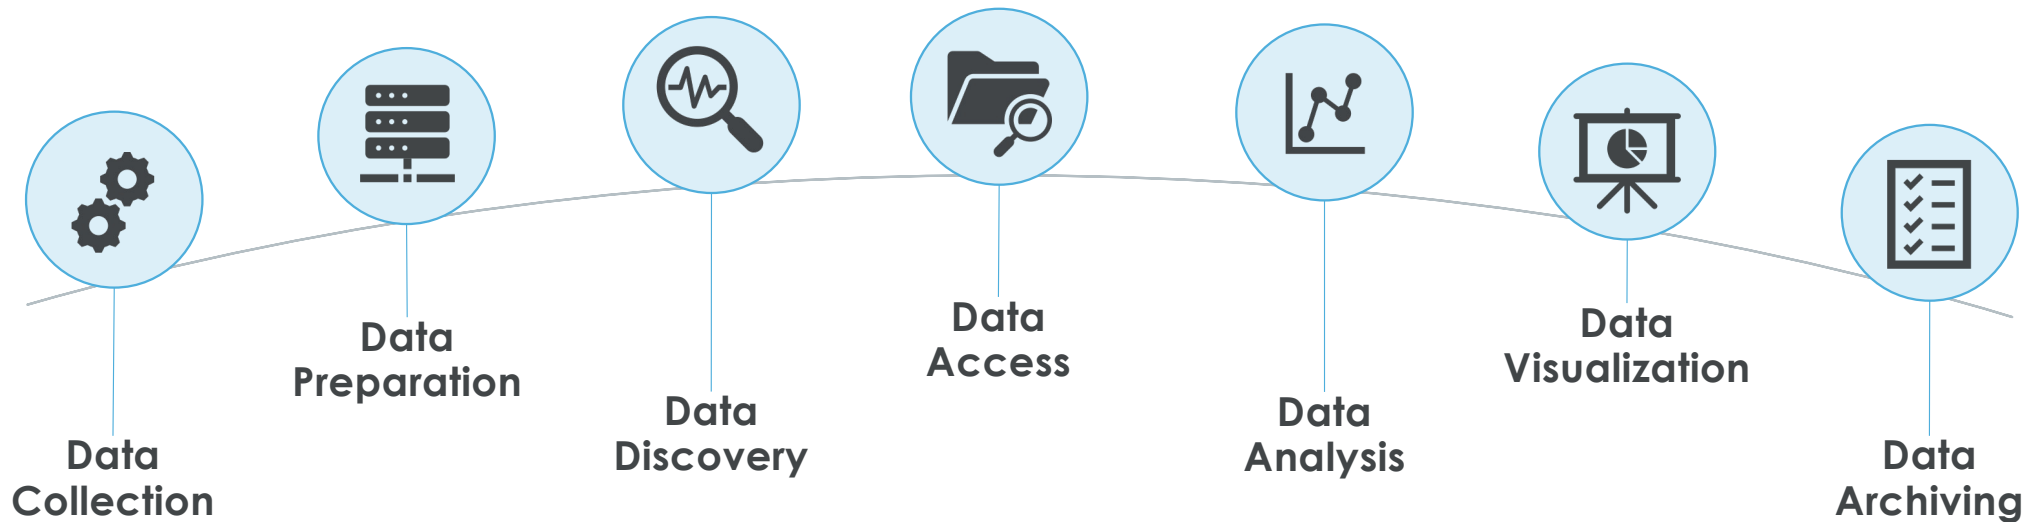 Data
Collection
Data
Preparation
Data
Discovery
Data
Access
Data
Analysis
Data
Visualization
Data
Archiving